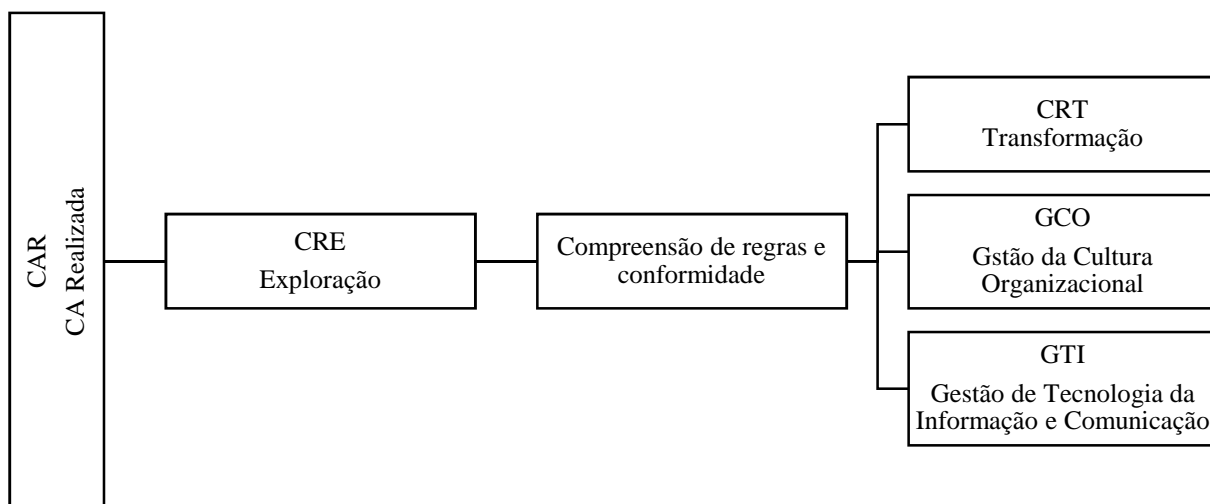 CAR
CA Realizada
CRE
Exploração
Compreensão de regras e
conformidade
CRT
Transformação
GCO
Gstão da Cultura
Organizacional
GTI
Gestão de Tecnologia da
Informação e Comunicação